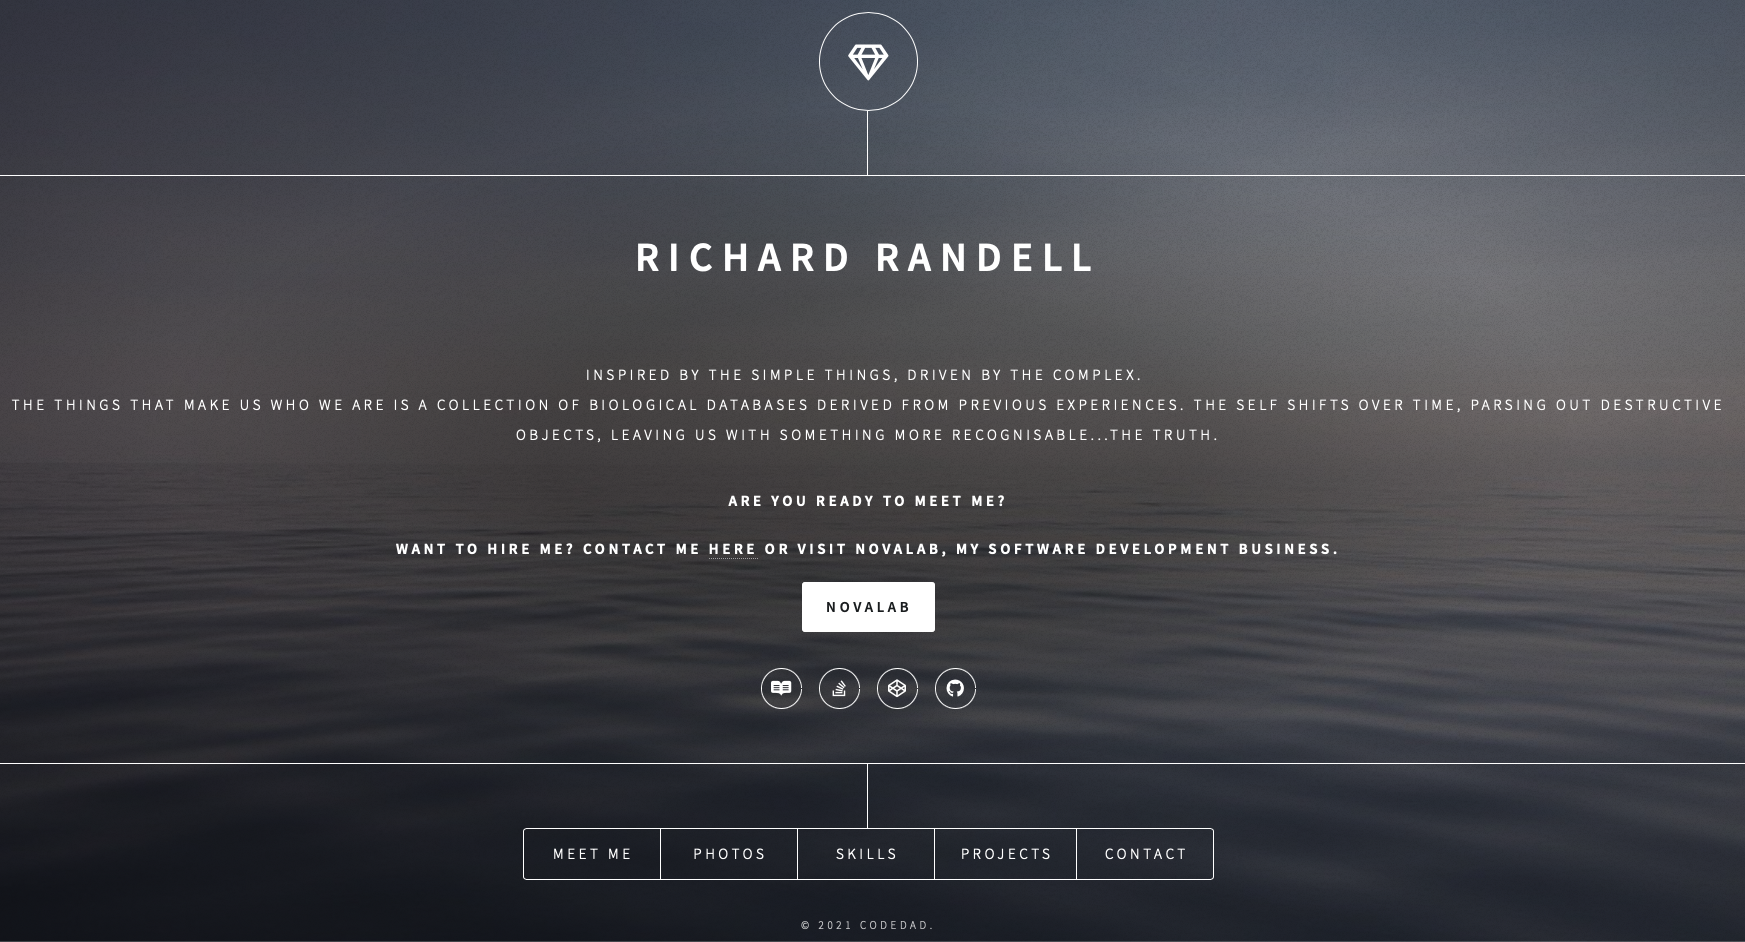 RICHARD RANDELL
INSPIRED BY THE SIMPLE THINGS, DRIVEN BY THE COMPLEX.
THE THINGS THAT MAKE US WHO WE ARE IS A COLLECTION OF BIOLOGICAL DATABASES DERIVED FROM PREVIOUS EXPERIENCES. THE SELF SHIFTS OVER TIME, PARSING OUT DESTRUCTIVE
OBJECTS, LEAVING US WITH SOMETHING MORE RECOGNISABLE...THE TRUTH.
ARE YOU READY TO MEET ME?
WANT TO HIRE ME? CONTACT ME HERE OR VISIT NOVALAB, MY SOFTWARE DEVELOPMENT BUSINESS.
NOVALAB
MEET ME PHOTOS SKILLS PROJECTS CONTACT
© 2021 CODEDAD.